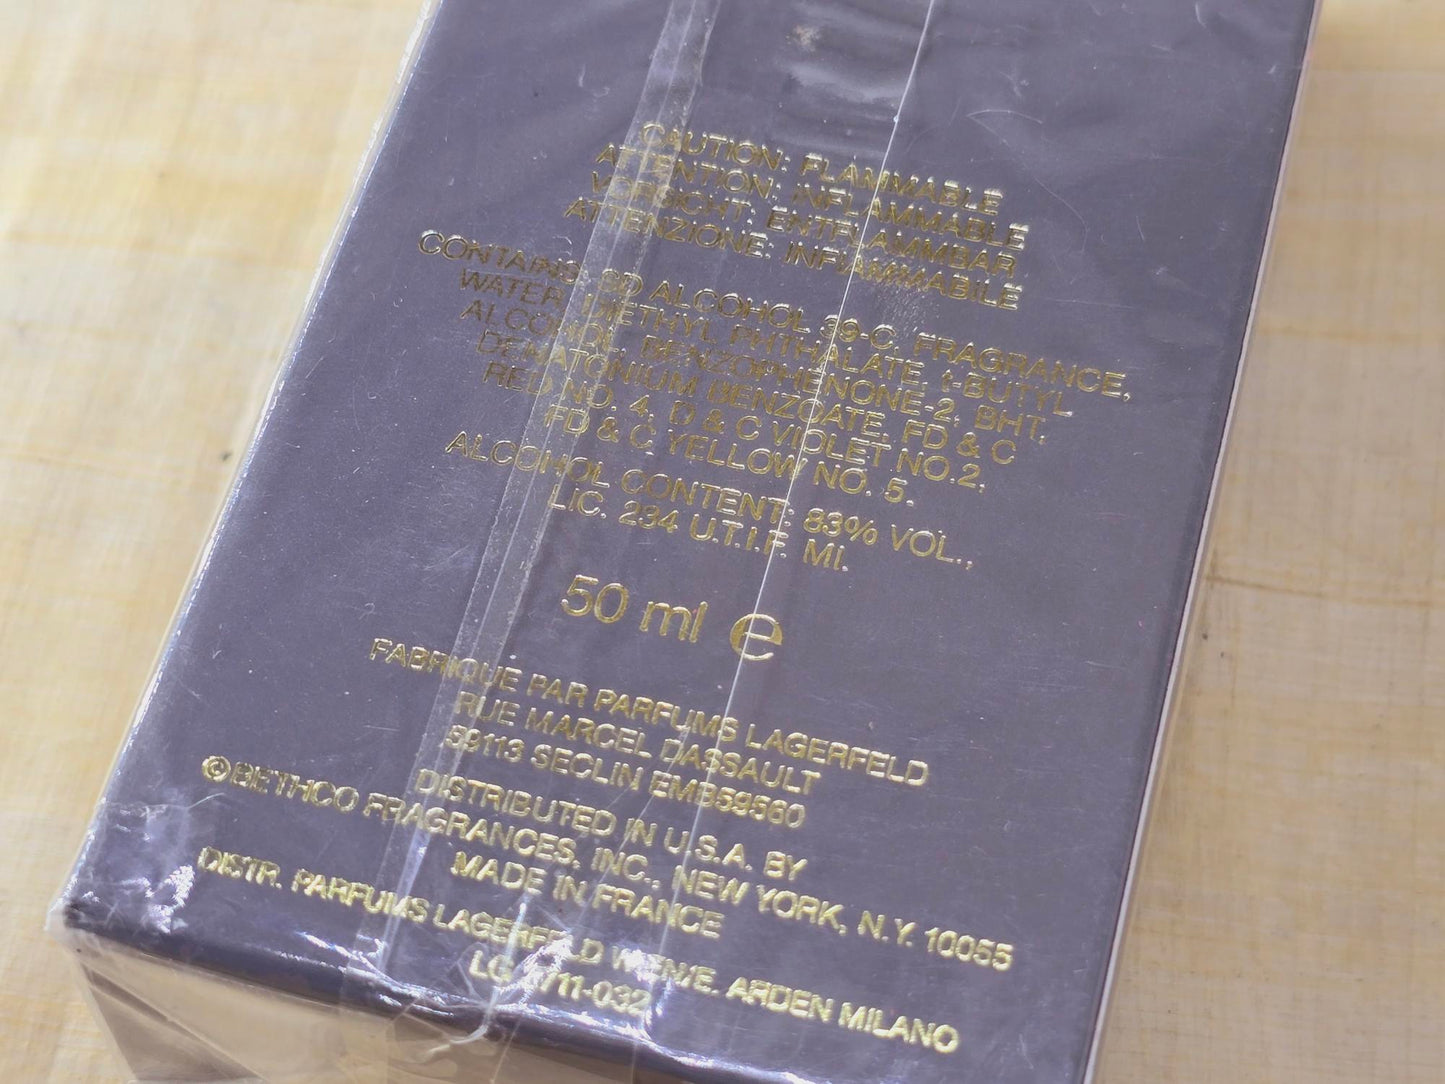 CAUTION: FLAMMABLE
ATTENTION: INFLAMMABLE
VORSICHT: ENTFLAMMBAR
ATTENZIONE: INFIAMMABILE
CONTAINS: SD ALCOHOL 39-C, FRAGRANCE,
WATER, DIETHYL PHTHALATE, t-BUTYL
ALCOHOL, BENZOPHENONE-2, BHT,
DENATONIUM BENZOATE, FD & C
RED NO. 4, D & C VIOLET NO.2,
FD & C YELLOW NO. 5.
ALCOHOL CONTENT: 83% VOL.,
LIC. 234 U.T.I.F. MI.
50 ml e
FABRIQUE PAR PARFUMS LAGERFELD
RUE MARCEL DASSAULT
59113 SECLIN EMB59560
DISTRIBUTED IN U.S.A. BY
©BETHCO FRAGRANCES, INC., NEW YORK, N.Y. 10055
MADE IN FRANCE
DISTR. PARFUMS LAGERFELD WIEN/E. ARDEN MILANO
LG